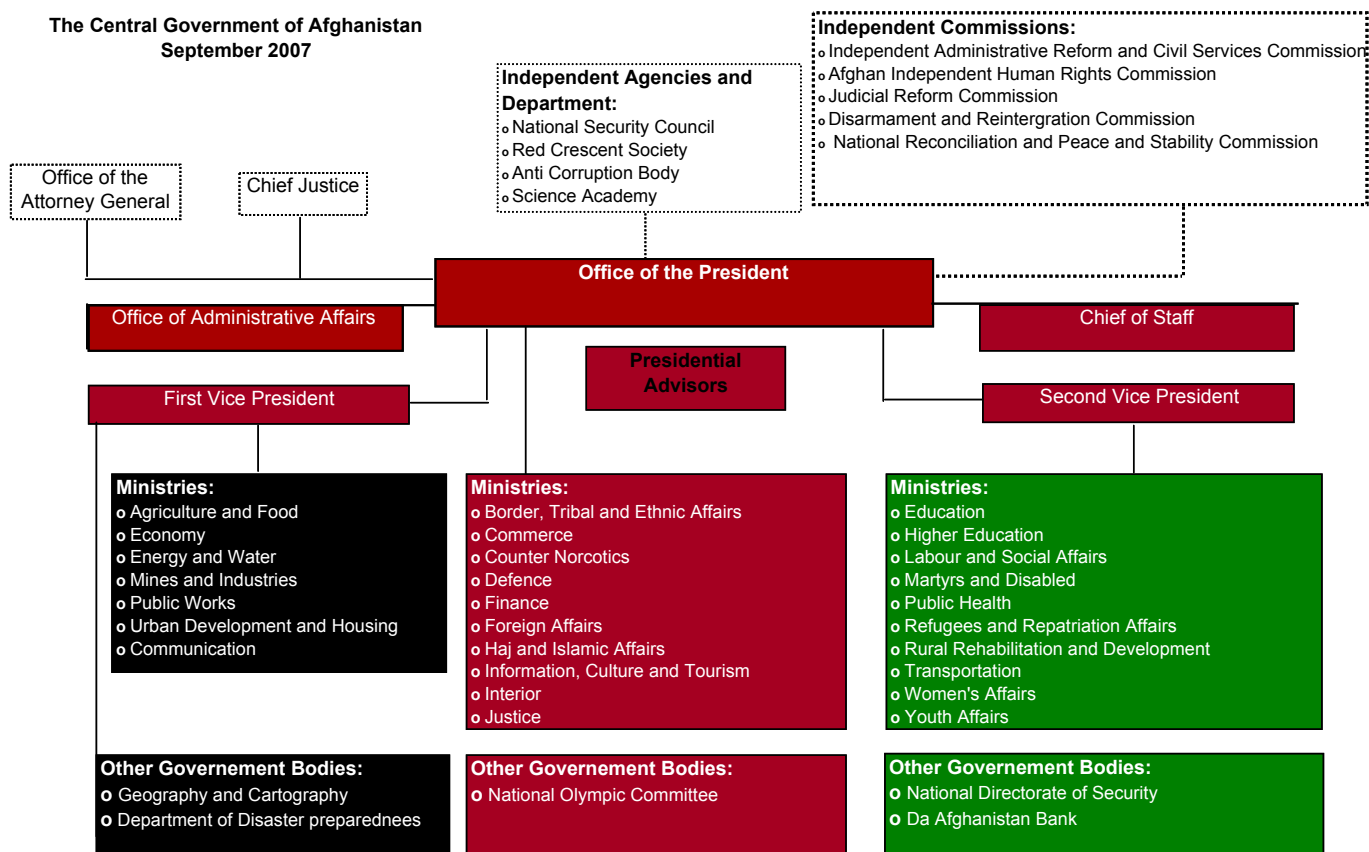 The Central Government of Afghanistan
September 2007
Independent Commissions:
o Independent Administrative Reform and Civil Services Commission
o Afghan Independent Human Rights Commission
o Judicial Reform Commission
o Disarmament and Reintergration Commission
o National Reconciliation and Peace and Stability Commission
Independent Agencies and
Department:
o National Security Council
o Red Crescent Society
o Anti Corruption Body
o Science Academy
Office of the
Attorney General
Chief Justice
Office of the President
Office of Administrative Affairs
Chief of Staff
Presidential
Advisors
First Vice President
Second Vice President
Ministries:
o Agriculture and Food
o Economy
o Energy and Water
o Mines and Industries
o Public Works
o Urban Development and Housing
o Communication
Ministries:
o Border, Tribal and Ethnic Affairs
o Commerce
o Counter Norcotics
o Defence
o Finance
o Foreign Affairs
o Haj and Islamic Affairs
o Information, Culture and Tourism
o Interior
o Justice
Ministries:
o Education
o Higher Education
o Labour and Social Affairs
o Martyrs and Disabled
o Public Health
o Refugees and Repatriation Affairs
o Rural Rehabilitation and Development
o Transportation
o Women's Affairs
o Youth Affairs
Other Governement Bodies:
o Geography and Cartography
o Department of Disaster preparednees
Other Governement Bodies:
o National Olympic Committee
Other Governement Bodies:
o National Directorate of Security
o Da Afghanistan Bank